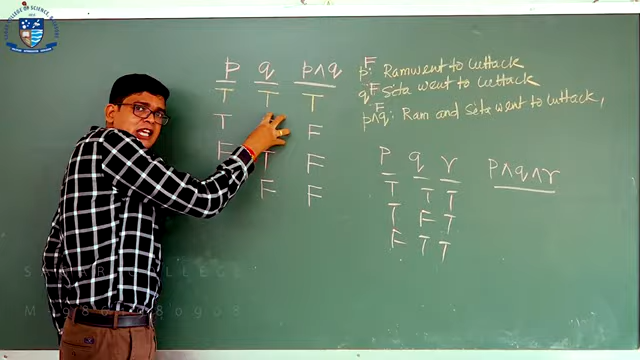 p q p∧q
T T T
T F
F T F
F F
p: F Ram went to Cuttack
q: F Sita went to Cuttack
p∧q: F Ram and Sita went to Cuttack,
P q r p∧q∧r
T T T
T F T
F T T